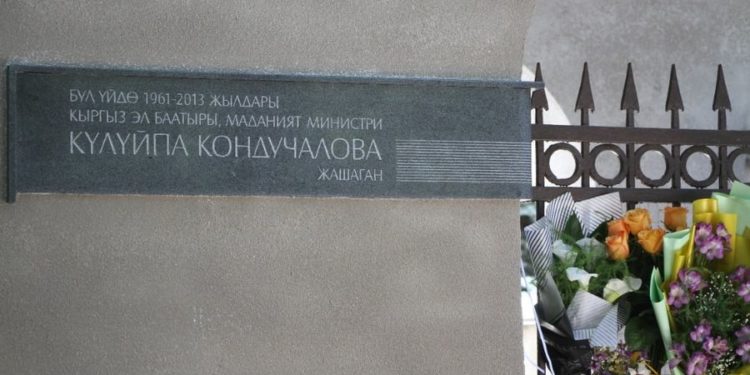 БУЛ ҮЙДӨ 1961-2013 ЖЫЛДАРЫ
КЫРГЫЗ ЭЛ БААТЫРЫ, МАДАНИЯТ МИНИСТРИ
КҮЛҮЙПА КОНДУЧАЛОВА
ЖАШАГАН